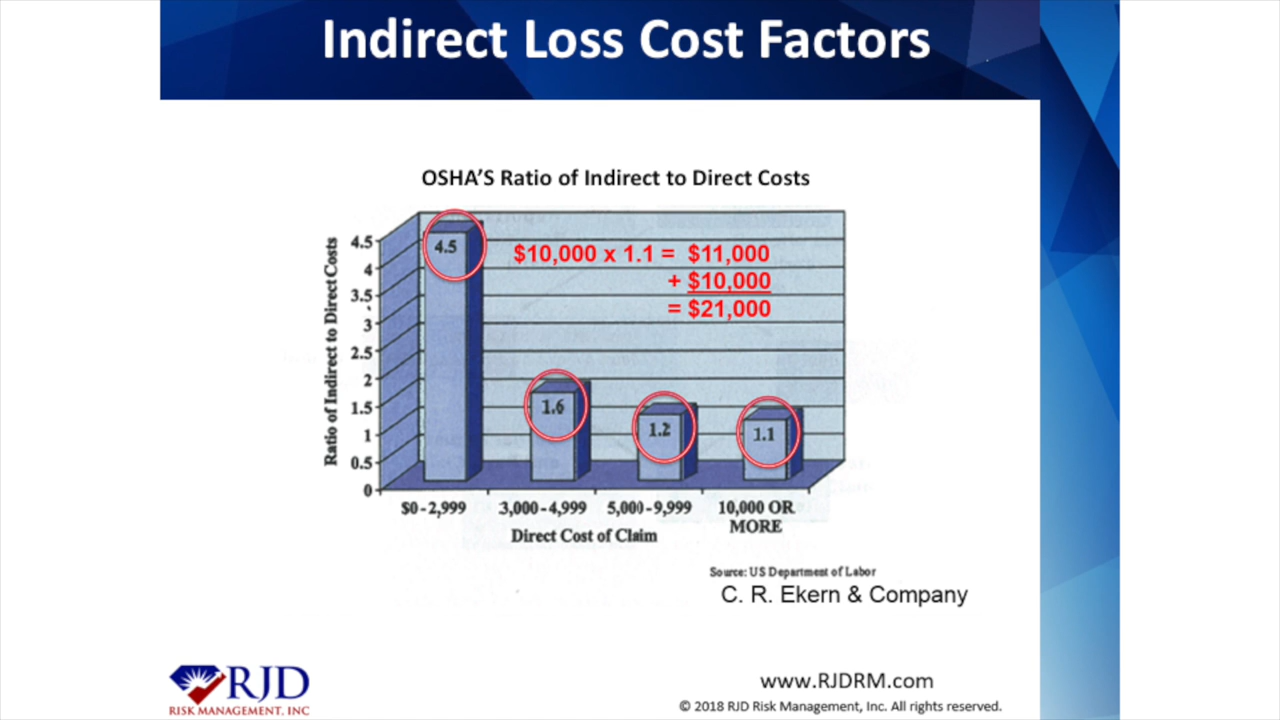 Indirect Loss Cost Factors
OSHA'S Ratio of Indirect to Direct Costs
Ratio of Indirect to Direct Costs
4.5
4
3.5
3
2.5
2
1.5
1
0.5
0
4.5
1.6
1.2
1.1
$10,000 x 1.1 = $11,000
+ $10,000
= $21,000
$0-2,999
3,000-4,999
5,000-9,999
10,000 OR
MORE
Direct Cost of Claim
Source: US Department of Labor
C. R. Ekern & Company
RJD
RISK MANAGEMENT, INC
www.RJDRM.com
© 2018 RJD Risk Management, Inc. All rights reserved.